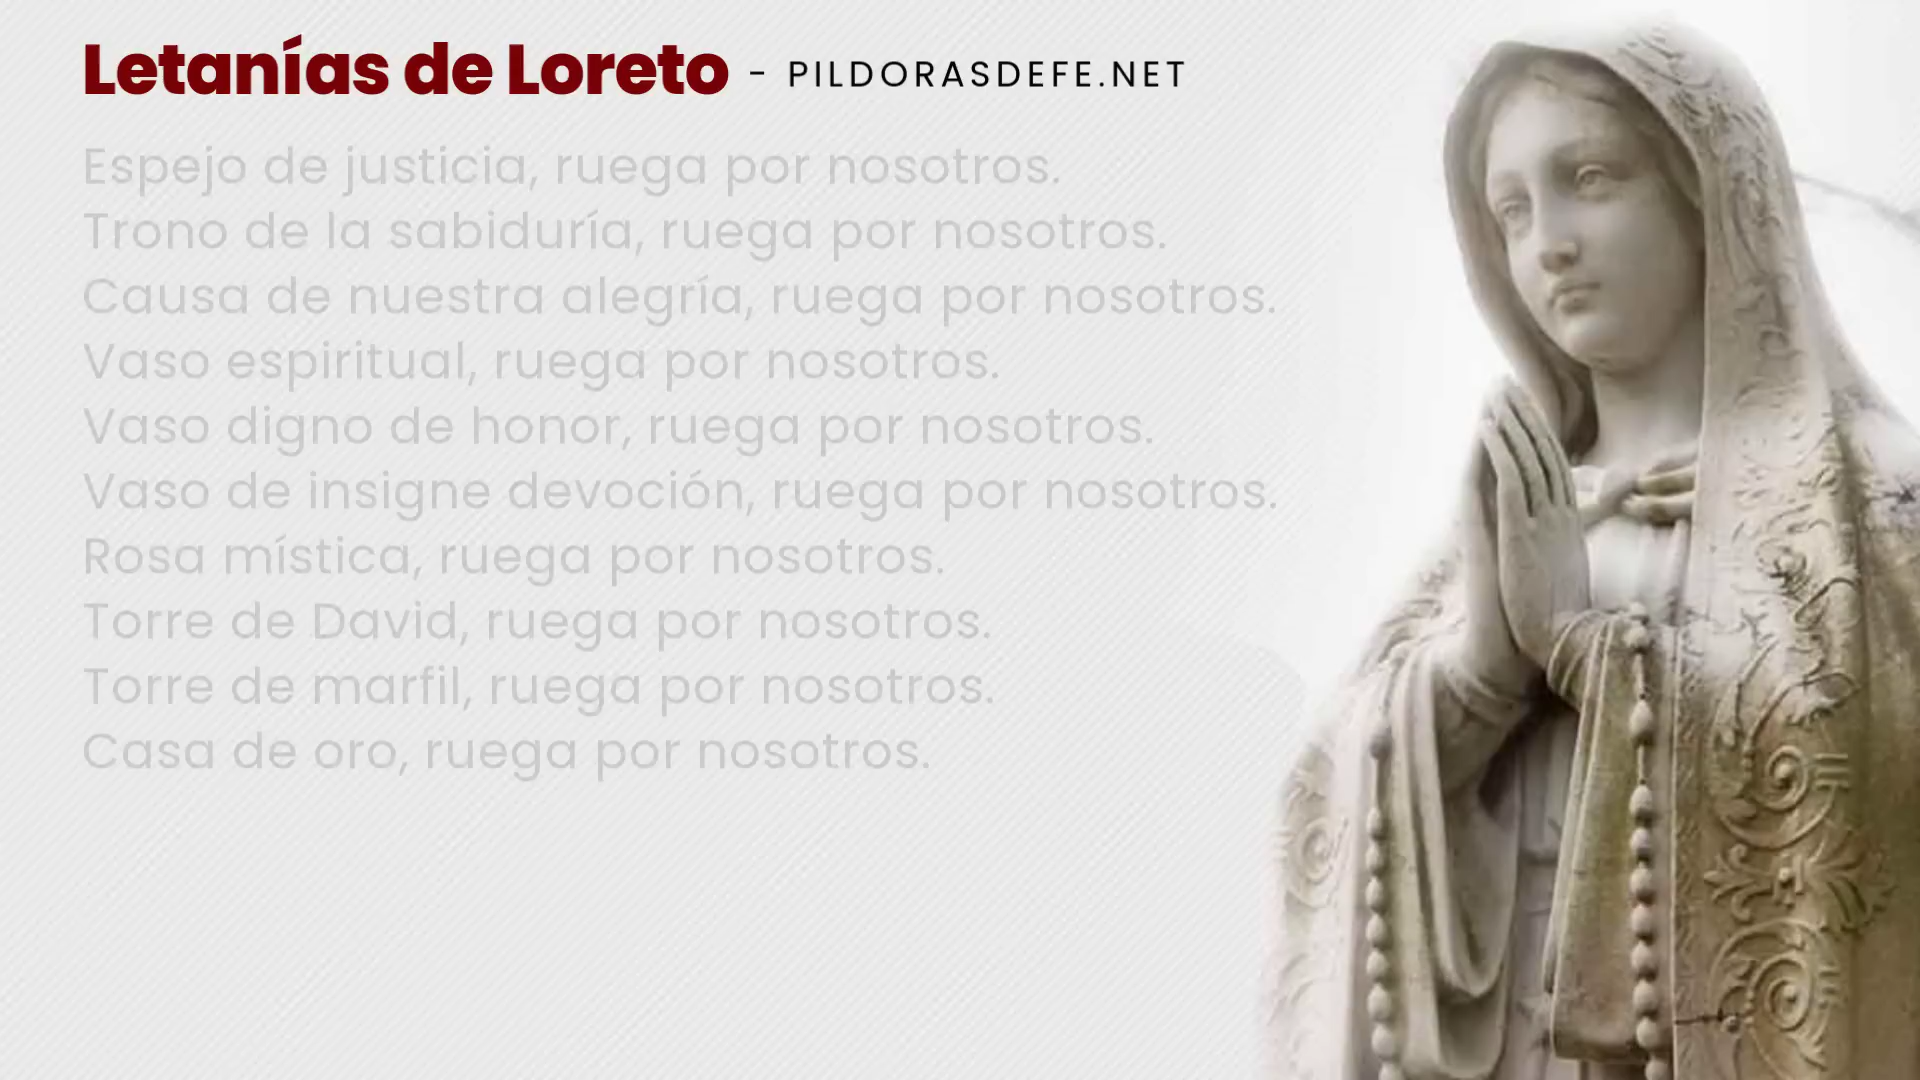 Letanías de Loreto - PILDORASDEFE.NET
Espejo de justicia, ruega por nosotros.
Trono de la sabiduría, ruega por nosotros.
Causa de nuestra alegría, ruega por nosotros.
Vaso espiritual, ruega por nosotros.
Vaso digno de honor, ruega por nosotros.
Vaso de insigne devoción, ruega por nosotros.
Rosa mística, ruega por nosotros.
Torre de David, ruega por nosotros.
Torre de marfil, ruega por nosotros.
Casa de oro, ruega por nosotros.